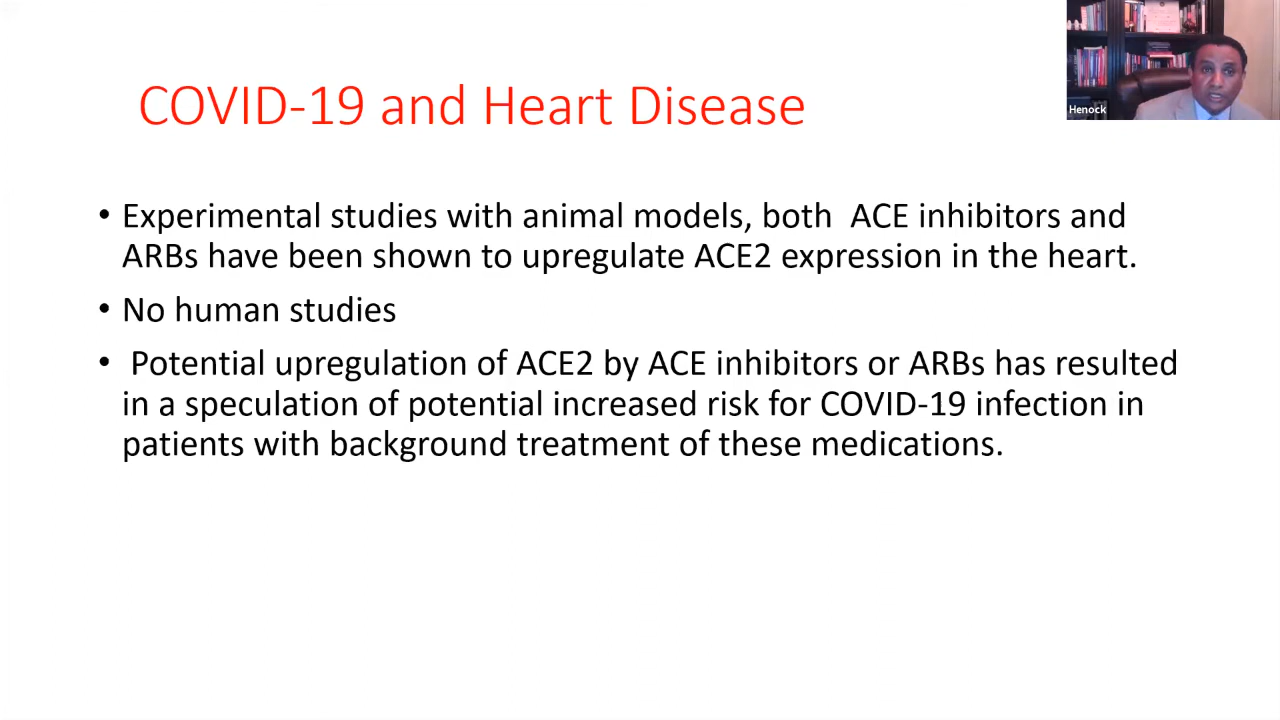 Henock
COVID-19 and Heart Disease
• Experimental studies with animal models, both  ACE inhibitors and
ARBs have been shown to upregulate ACE2 expression in the heart.
• No human studies
•  Potential upregulation of ACE2 by ACE inhibitors or ARBs has resulted
in a speculation of potential increased risk for COVID-19 infection in
patients with background treatment of these medications.